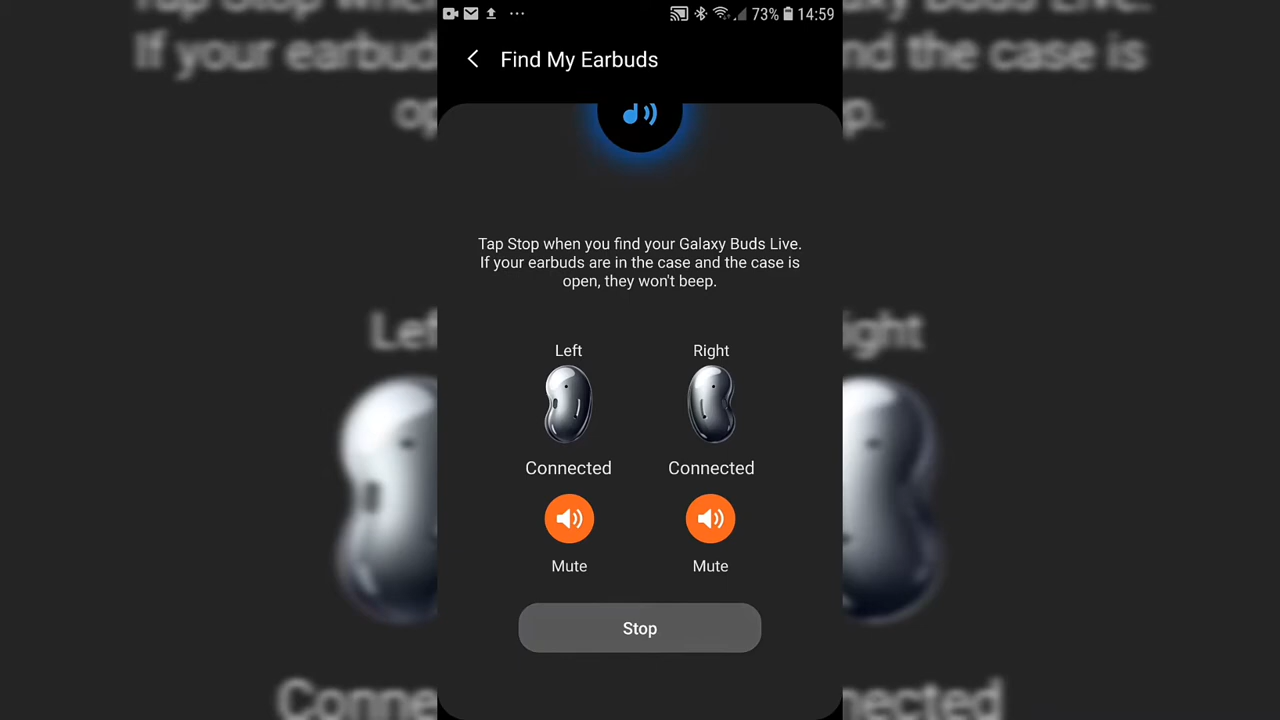 73% 14:59
Find My Earbuds
Tap Stop when you find your Galaxy Buds Live.
If your earbuds are in the case and the case is
open, they won't beep.
Left Right
Connected Connected
Mute Mute
Stop